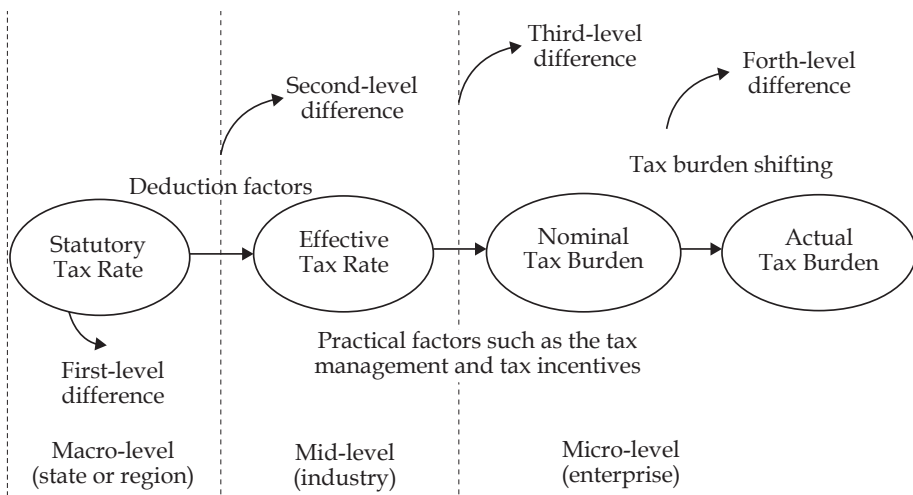 Third-level
difference
Forth-level
difference
Second-level
difference
Tax burden shifting
Deduction factors
Statutory
Tax Rate
Effective
Tax Rate
Nominal
Tax Burden
Actual
Tax Burden
Practical factors such as the tax
management and tax incentives
First-level
difference
Macro-level
(state or region)
Mid-level
(industry)
Micro-level
(enterprise)